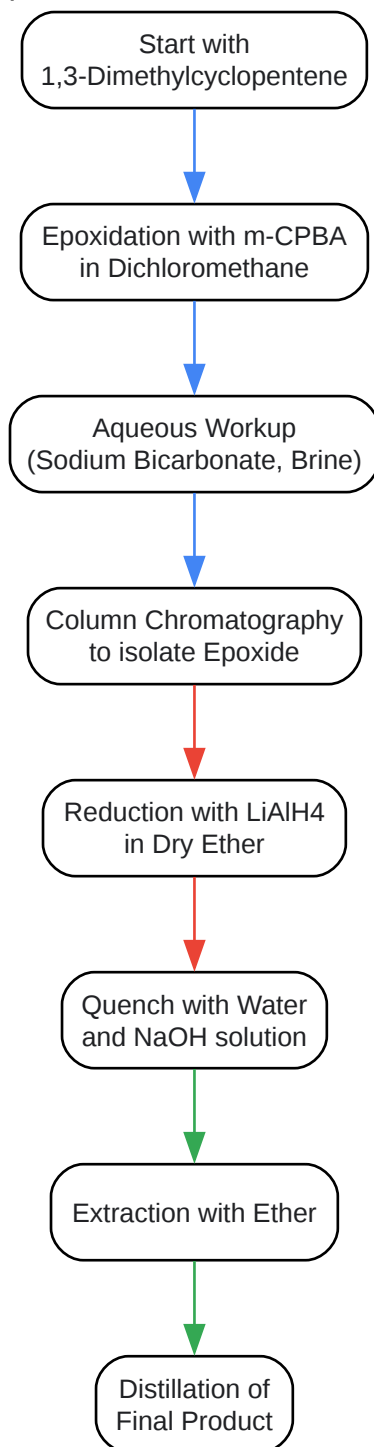 Start with
1,3-Dimethylcyclopentene
Epoxidation with m-CPBA
in Dichloromethane
Aqueous Workup
(Sodium Bicarbonate, Brine)
Column Chromatography
to isolate Epoxide
Reduction with LiAlH4
in Dry Ether
Quench with Water
and NaOH solution
Extraction with Ether
Distillation of
Final Product